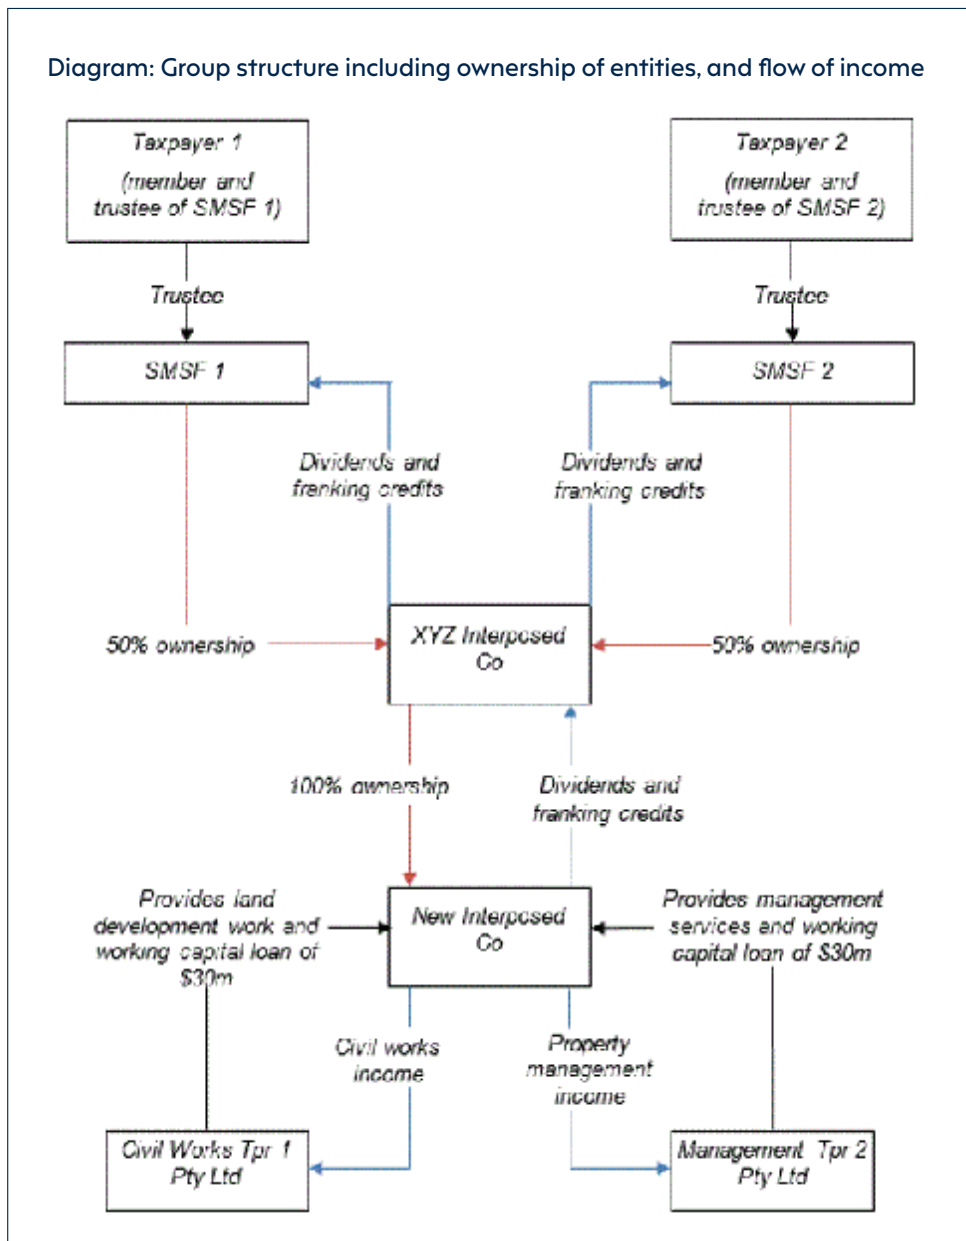 Diagram: Group structure including ownership of entities, and flow of income
Taxpayer 1
(member and
trustee of SMSF 1)
Taxpayer 2
(member and
trustee of SMSF 2)
Trustee
Trustee
SMSF 1
SMSF 2
Dividends and
franking credits
Dividends and
franking credits
50% ownership
XYZ Interposed
Co
50% ownership
100% ownership
Dividends and
franking credits
Provides land
development work and
working capital loan of
$30m
New Interposed
Co
Provides management
services and working
capital loan of $30m
Civil works
income
Property
management
income
Civil Works Tpr 1
Pty Ltd
Management Tpr 2
Pty Ltd